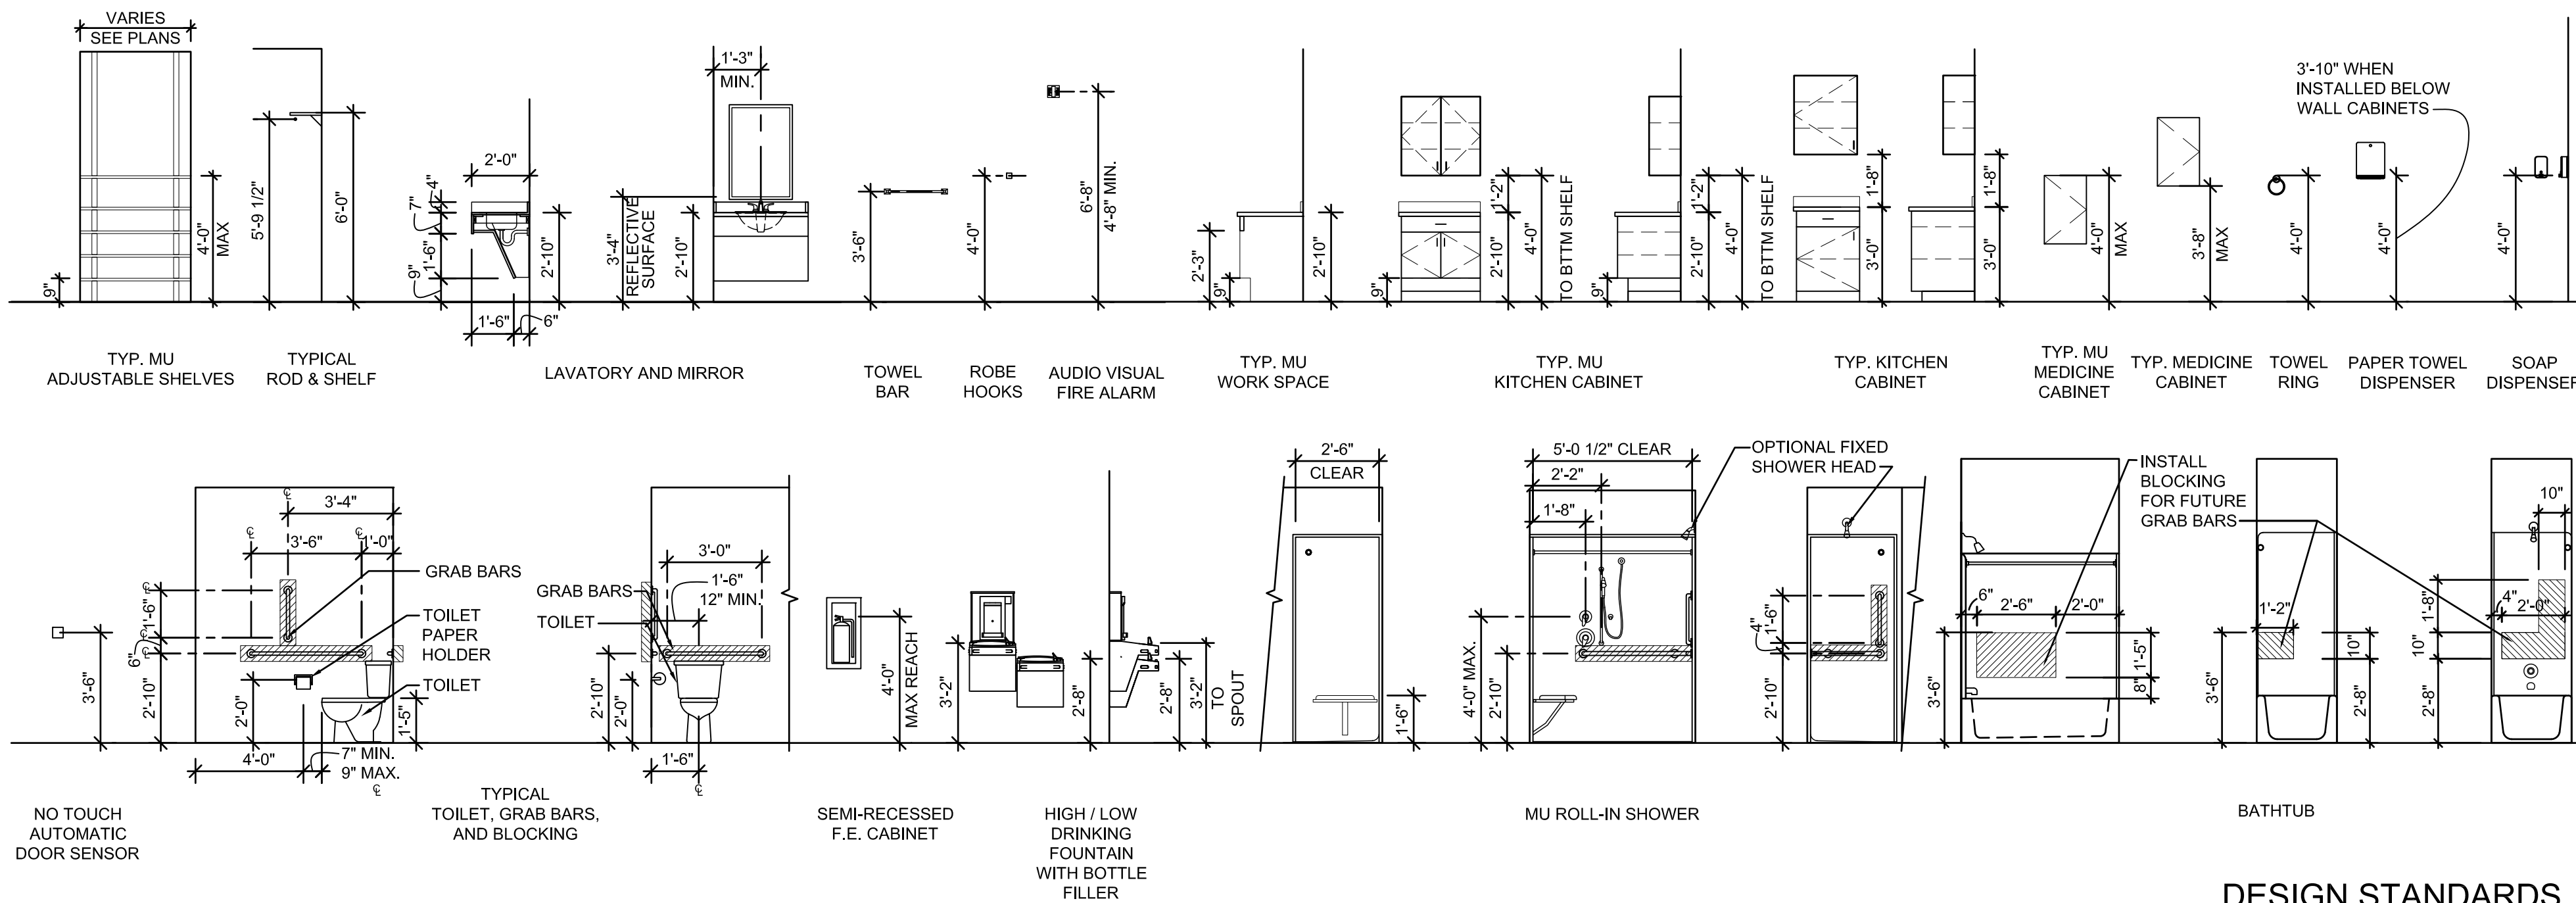 VARIES
SEE PLANS
9"
4'-0"
MAX
TYP. MU
ADJUSTABLE SHELVES
5'-9 1/2"
6'-0"
TYPICAL
ROD & SHELF
2'-0"
4"
7"
1'-6"
9"
2'-10"
1'-6"
6"
1'-3"
MIN.
3'-4"
REFLECTIVE
SURFACE
2'-10"
LAVATORY AND MIRROR
3'-6"
TOWEL
BAR
4'-0"
ROBE
HOOKS
6'-8"
4'-8" MIN.
AUDIO VISUAL
FIRE ALARM
2'-3"
9"
2'-10"
TYP. MU
WORK SPACE
9"
1'-2"
2'-10"
4'-0"
TO BTTM SHELF
9"
1'-2"
2'-10"
4'-0"
TO BTTM SHELF
TYP. MU
KITCHEN CABINET
1'-8"
3'-0"
1'-8"
3'-0"
TYP. KITCHEN
CABINET
4'-0"
MAX
TYP. MU
MEDICINE
CABINET
3'-8"
MAX
TYP. MEDICINE
CABINET
4'-0"
TOWEL
RING
3'-10" WHEN
INSTALLED BELOW
WALL CABINETS
4'-0"
PAPER TOWEL
DISPENSER
4'-0"
SOAP
DISPENSER
3'-6"
NO TOUCH
AUTOMATIC
DOOR SENSOR
℄
3'-4"
℄
3'-6"
℄
1'-0"
℄
1'-6"
℄
6"
℄
2'-10"
2'-0"
1'-5"
4'-0"
7" MIN.
9" MAX.
℄
GRAB BARS
TOILET
PAPER
HOLDER
TOILET
GRAB BARS
TOILET
3'-0"
1'-6"
12" MIN.
2'-10"
2'-0"
1'-6"
℄
TYPICAL
TOILET, GRAB BARS,
AND BLOCKING
4'-0"
MAX REACH
SEMI-RECESSED
F.E. CABINET
3'-2"
2'-8"
2'-8"
3'-2"
TO
SPOUT
HIGH / LOW
DRINKING
FOUNTAIN
WITH BOTTLE
FILLER
2'-6"
CLEAR
1'-6"
5'-0 1/2" CLEAR
2'-2"
1'-8"
4'-0" MAX.
2'-10"
OPTIONAL FIXED
SHOWER HEAD
1'-6"
4"
2'-10"
MU ROLL-IN SHOWER
6"
2'-6"
2'-0"
3'-6"
1'-5"
8"
INSTALL
BLOCKING
FOR FUTURE
GRAB BARS
1'-2"
3'-6"
10"
2'-8"
10"
4"
2'-0"
1'-8"
10"
2'-8"
BATHTUB
DESIGN STANDARDS